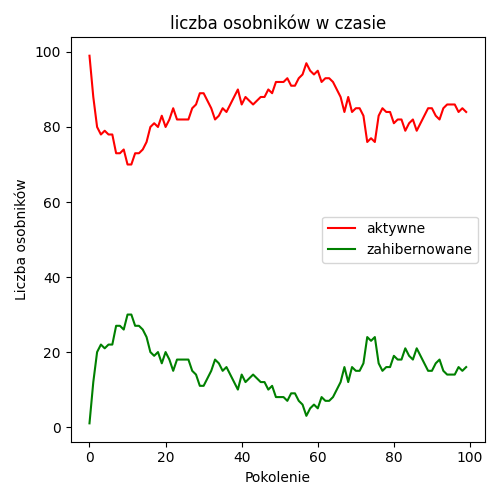 liczba osobników w czasie
100
80
60
40
20
0
Liczba osobników
aktywne
zahibernowane
0 20 40 60 80 100
Pokolenie